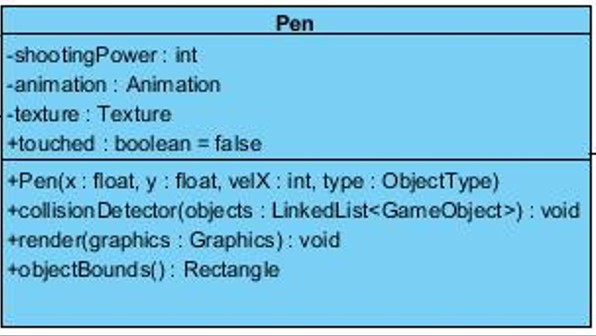 Pen
-shootingPower : int
-animation : Animation
-texture : Texture
+touched : boolean = false
+Pen(x : float, y : float, velX : int, type : ObjectType)
+collisionDetector(objects : LinkedList<GameObject>) : void
+render(graphics : Graphics) : void
+objectBounds() : Rectangle